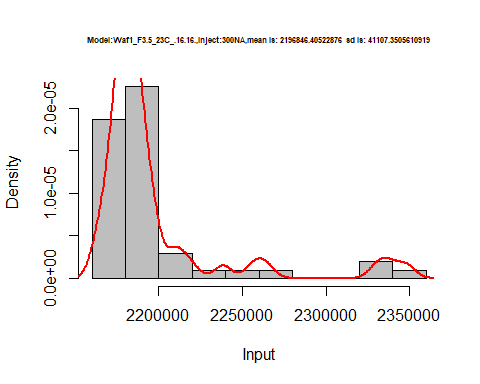 Model:Waf1_F3.5_23C_.16.16.,Inject:300NA,mean is: 2196846.40522876 sd is: 41107.3505610919
Density
2.0e-05
1.0e-05
0.0e+00
2200000 2250000 2300000 2350000
Input